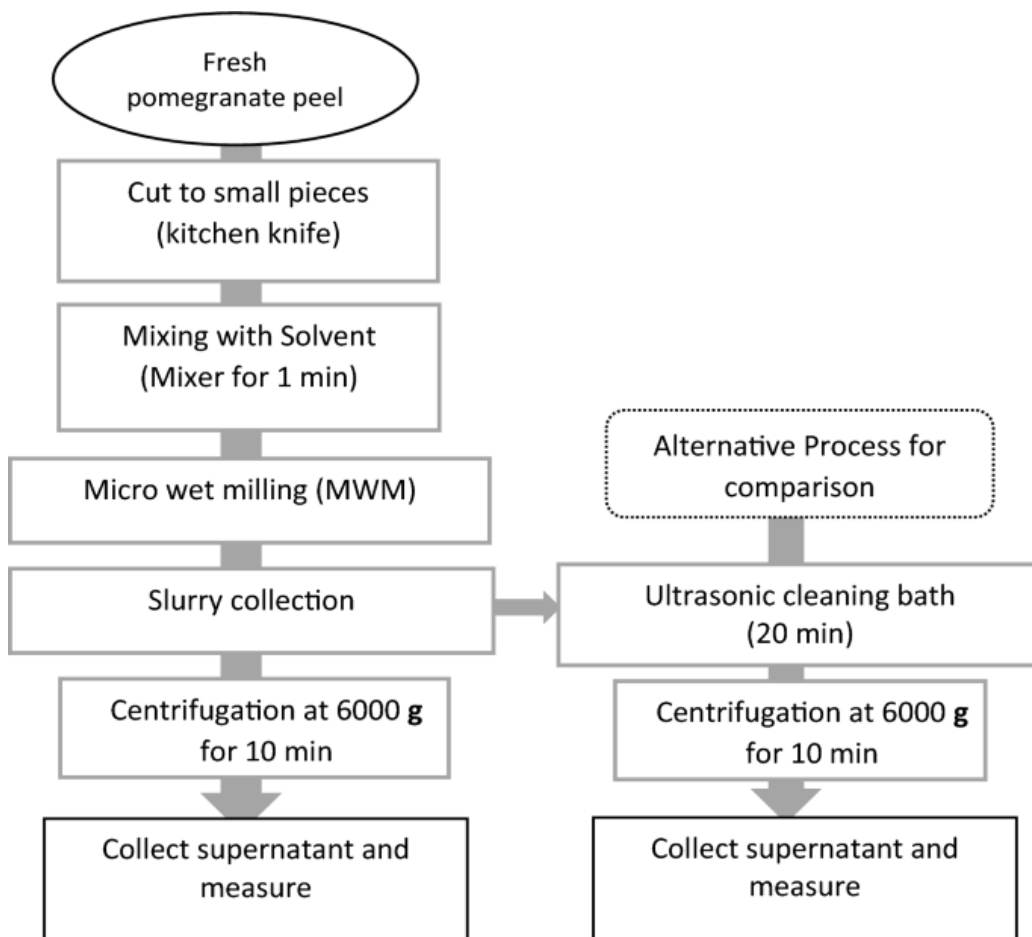 Fresh
pomegranate peel
Cut to small pieces
(kitchen knife)
Mixing with Solvent
(Mixer for 1 min)
Micro wet milling (MWM)
Slurry collection
Centrifugation at 6000 g
for 10 min
Collect supernatant and
measure
Alternative Process for
comparison
Ultrasonic cleaning bath
(20 min)
Centrifugation at 6000 g
for 10 min
Collect supernatant and
measure